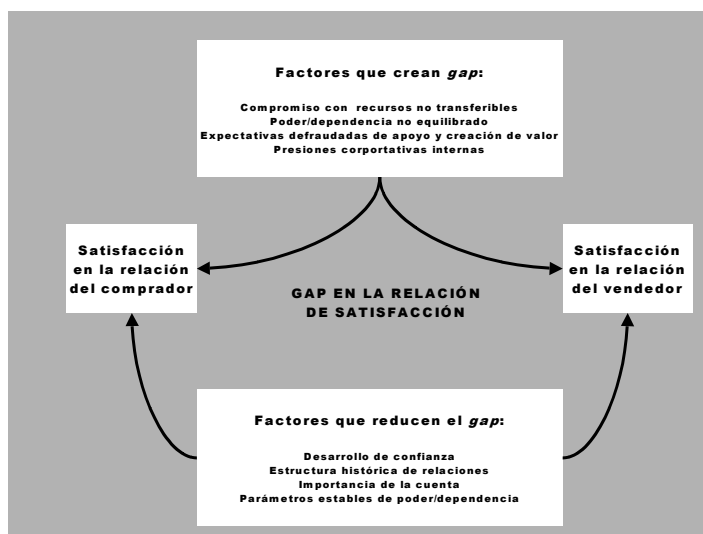 Factores que crean gap:
Compromiso con recursos no transferibles
Poder/dependencia no equilibrado
Expectativas defraudadas de apoyo y creación de valor
Presiones corportativas internas
Satisfacción
en la relación
del comprador
Satisfacción
en la relación
del vendedor
GAP EN LA RELACIÓN
DE SATISFACCIÓN
Factores que reducen el gap:
Desarrollo de confianza
Estructura histórica de relaciones
Importancia de la cuenta
Parámetros estables de poder/dependencia